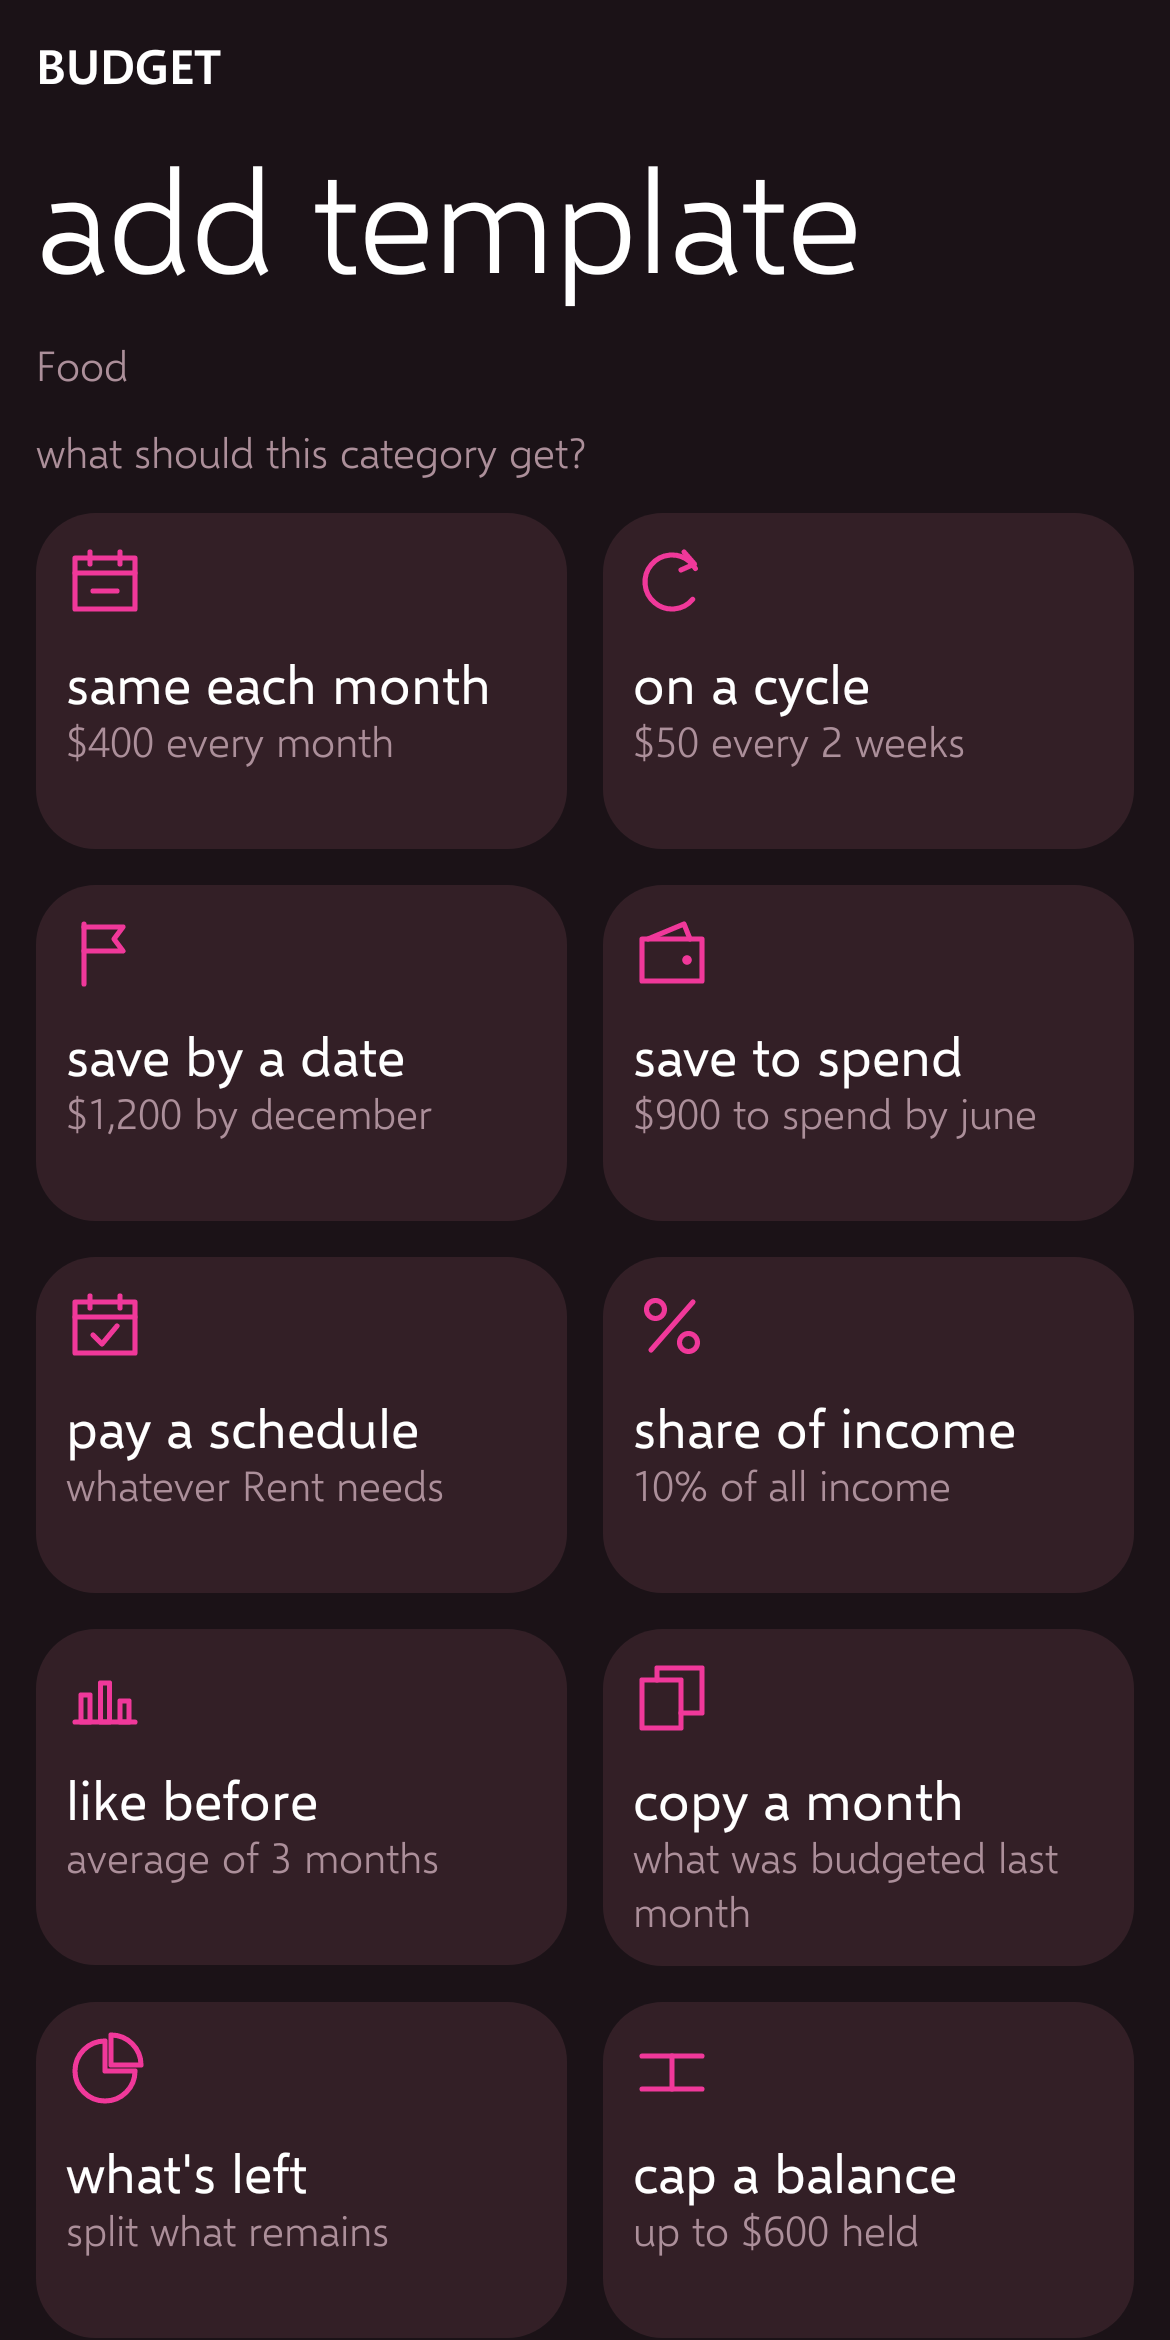 BUDGET
add template
Food
what should this category get?
same each month
$400 every month
on a cycle
$50 every 2 weeks
save by a date
$1,200 by december
save to spend
$900 to spend by june
pay a schedule
whatever Rent needs
share of income
10% of all income
like before
average of 3 months
copy a month
what was budgeted last
month
what's left
split what remains
cap a balance
up to $600 held